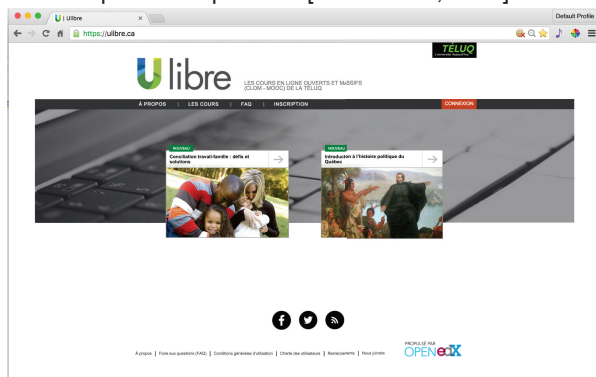 U | Ulibre
Default Profile
https://ulibre.ca
TÉLUQ
U libre
LES COURS EN LIGNE OUVERTS ET MASSIFS
(CLOM - MOOC) DE LA TÉLUQ
À PROPOS | LES COURS | FAQ | INSCRIPTION
CONNEXION
NOUVEAU
Conciliation travail-famille : défis et
solutions
NOUVEAU
Introduction à l'histoire politique du
Québec
À propos | Foire aux questions (FAQ) | Conditions générales d'utilisation | Charte des utilisateurs | Remerciements | Nous joindre
PROPULSÉ PAR
OPEN edX